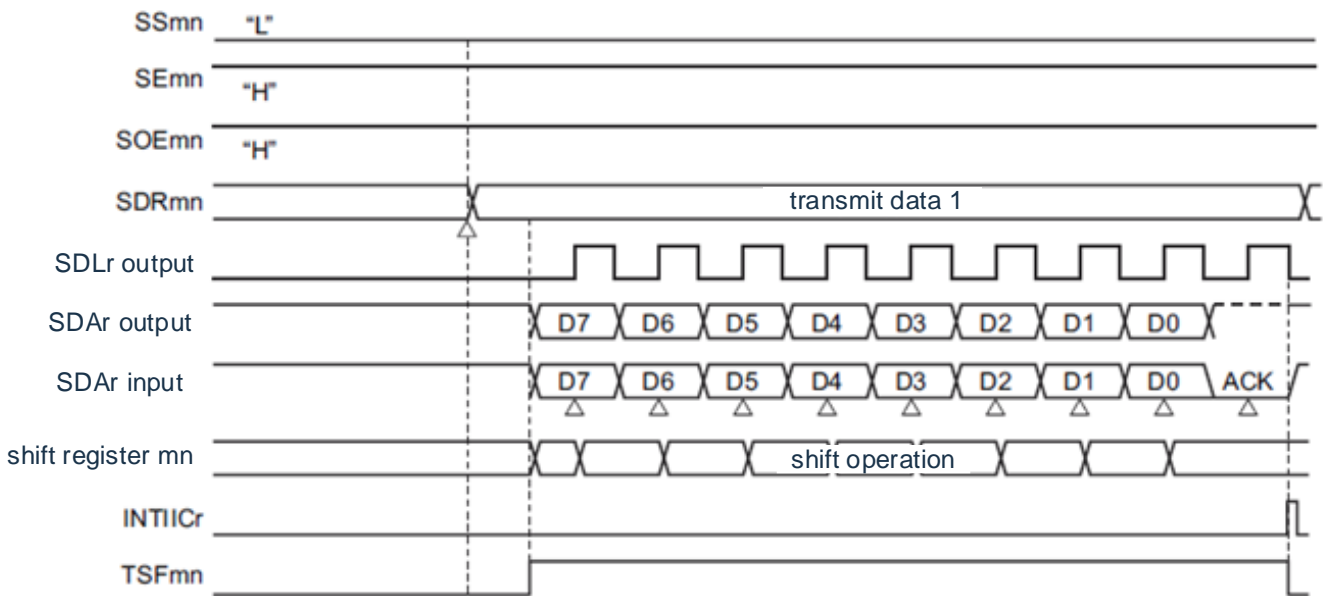 SSmn "L"
SEmn "H"
SOEmn "H"
SDRmn transmit data 1
SDLr output
SDAr output D7 D6 D5 D4 D3 D2 D1 D0
SDAr input D7 D6 D5 D4 D3 D2 D1 D0 ACK
shift register mn shift operation
INTIICr
TSFmn